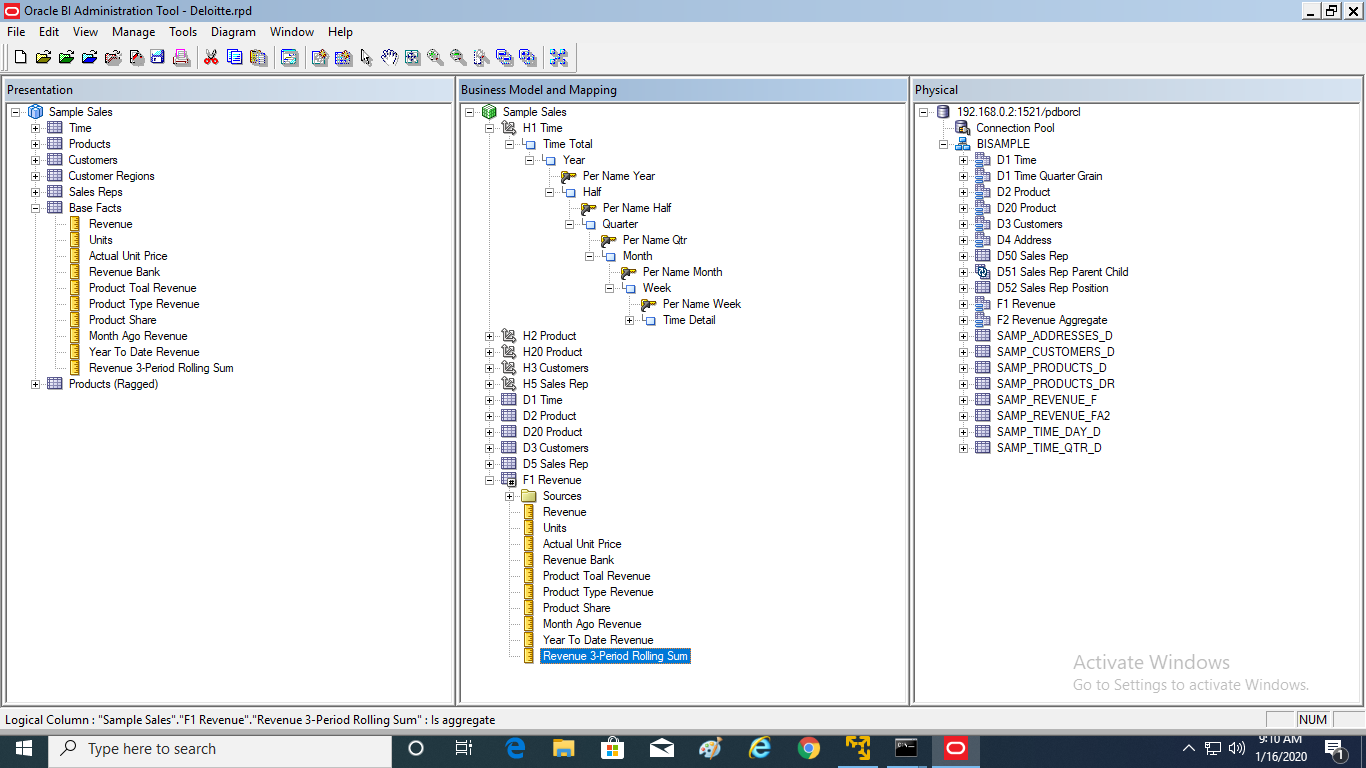 Oracle BI Administration Tool - Deloitte.rpd
File Edit View Manage Tools Diagram Window Help
Presentation
Sample Sales
Time
Products
Customers
Customer Regions
Sales Reps
Base Facts
Revenue
Units
Actual Unit Price
Revenue Bank
Product Toal Revenue
Product Type Revenue
Product Share
Month Ago Revenue
Year To Date Revenue
Revenue 3-Period Rolling Sum
Products (Ragged)
Business Model and Mapping
Sample Sales
H1 Time
Time Total
Year
Per Name Year
Half
Per Name Half
Quarter
Per Name Qtr
Month
Per Name Month
Week
Per Name Week
Time Detail
H2 Product
H20 Product
H3 Customers
H5 Sales Rep
D1 Time
D2 Product
D20 Product
D3 Customers
D5 Sales Rep
F1 Revenue
Sources
Revenue
Units
Actual Unit Price
Revenue Bank
Product Toal Revenue
Product Type Revenue
Product Share
Month Ago Revenue
Year To Date Revenue
Revenue 3-Period Rolling Sum
Physical
192.168.0.2:1521/pdborcl
Connection Pool
BISAMPLE
D1 Time
D1 Time Quarter Grain
D2 Product
D20 Product
D3 Customers
D4 Address
D50 Sales Rep
D51 Sales Rep Parent Child
D52 Sales Rep Position
F1 Revenue
F2 Revenue Aggregate
SAMP_ADDRESSES_D
SAMP_CUSTOMERS_D
SAMP_PRODUCTS_D
SAMP_PRODUCTS_DR
SAMP_REVENUE_F
SAMP_REVENUE_FA2
SAMP_TIME_DAY_D
SAMP_TIME_QTR_D
Activate Windows
Go to Settings to activate Windows.
Logical Column : "Sample Sales"."F1 Revenue"."Revenue 3-Period Rolling Sum" : Is aggregate
NUM
Type here to search
9:10 AM
1/16/2020
1